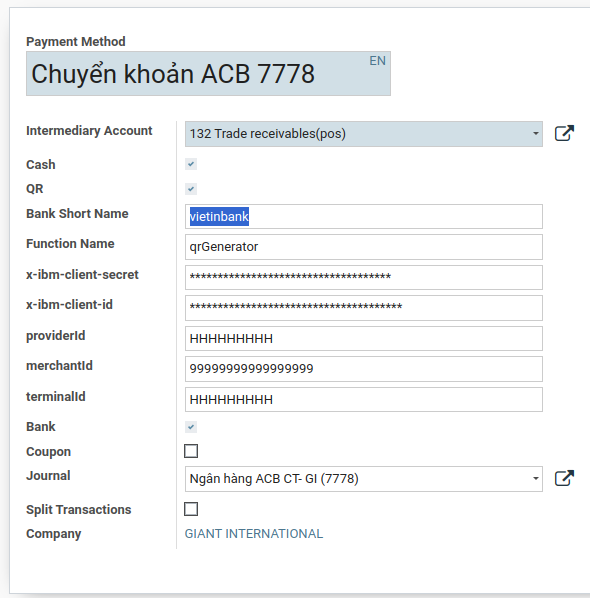 Payment Method
Chuyển khoản ACB 7778 EN
Intermediary Account 132 Trade receivables(pos)
Cash
QR
Bank Short Name vietinbank
Function Name qrGenerator
x-ibm-client-secret ************************************
x-ibm-client-id **************************************
providerId HHHHHHHHH
merchantId 99999999999999999
terminalId HHHHHHHHH
Bank
Coupon
Journal Ngân hàng ACB CT- GI (7778)
Split Transactions
Company GIANT INTERNATIONAL